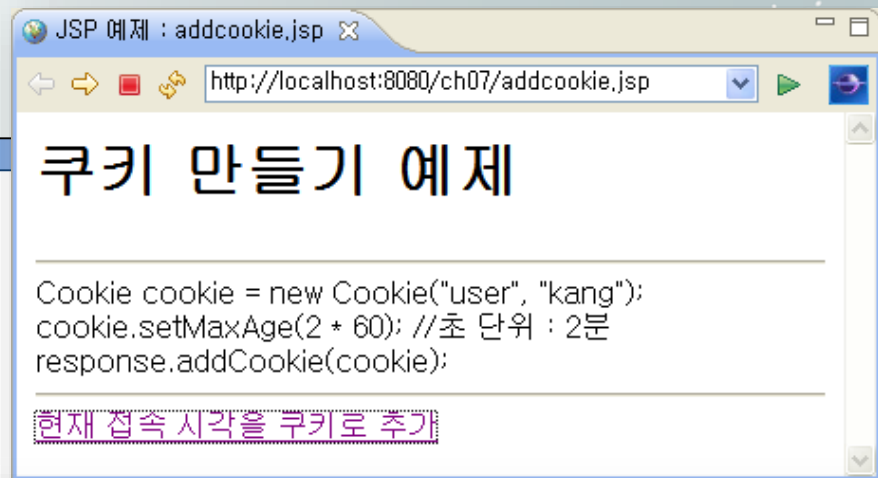 JSP 예제 : addcookie.jsp
http://localhost:8080/ch07/addcookie.jsp
쿠키 만들기 예제
Cookie cookie = new Cookie("user", "kang");
cookie.setMaxAge(2 * 60); //초 단위 : 2분
response.addCookie(cookie);
현재 접속 시각을 쿠키로 추가